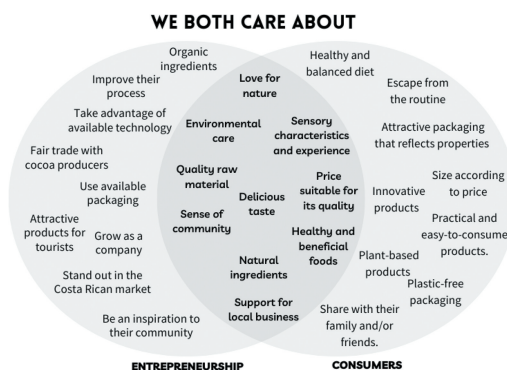 WE BOTH CARE ABOUT
Organic
ingredients
Improve their
process
Take advantage of
available technology
Fair trade with
cocoa producers
Use available
packaging
Attractive
products for
tourists
Grow as a
company
Stand out in the
Costa Rican market
Be an inspiration to
their community
Love for
nature
Environmental
care
Sensory
characteristics
and experience
Quality raw
material
Delicious
taste
Price
suitable for
its quality
Sense of
community
Healthy and
beneficial
foods
Natural
ingredients
Support for
local business
Healthy and
balanced diet
Escape from
the routine
Attractive packaging
that reflects properties
Innovative
products
Size according
to price
Practical and
easy-to-consume
products.
Plant-based
products
Plastic-free
packaging
Share with their
family and/or
friends.
ENTREPRENEURSHIP
CONSUMERS